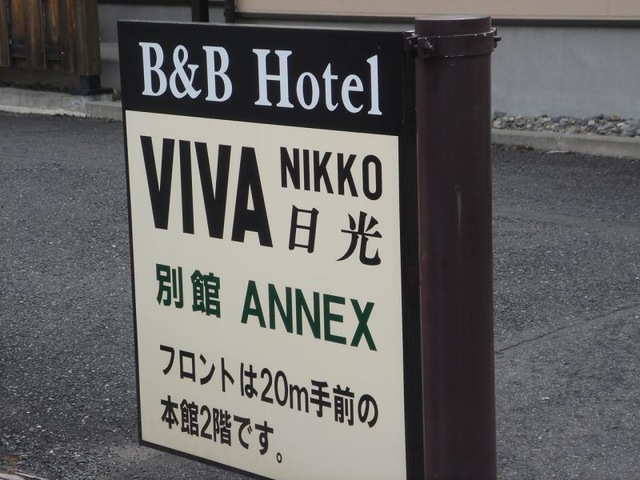 B&B Hotel
VIVA NIKKO
日光
別館 ANNEX
フロントは20m手前の
本館2階です。